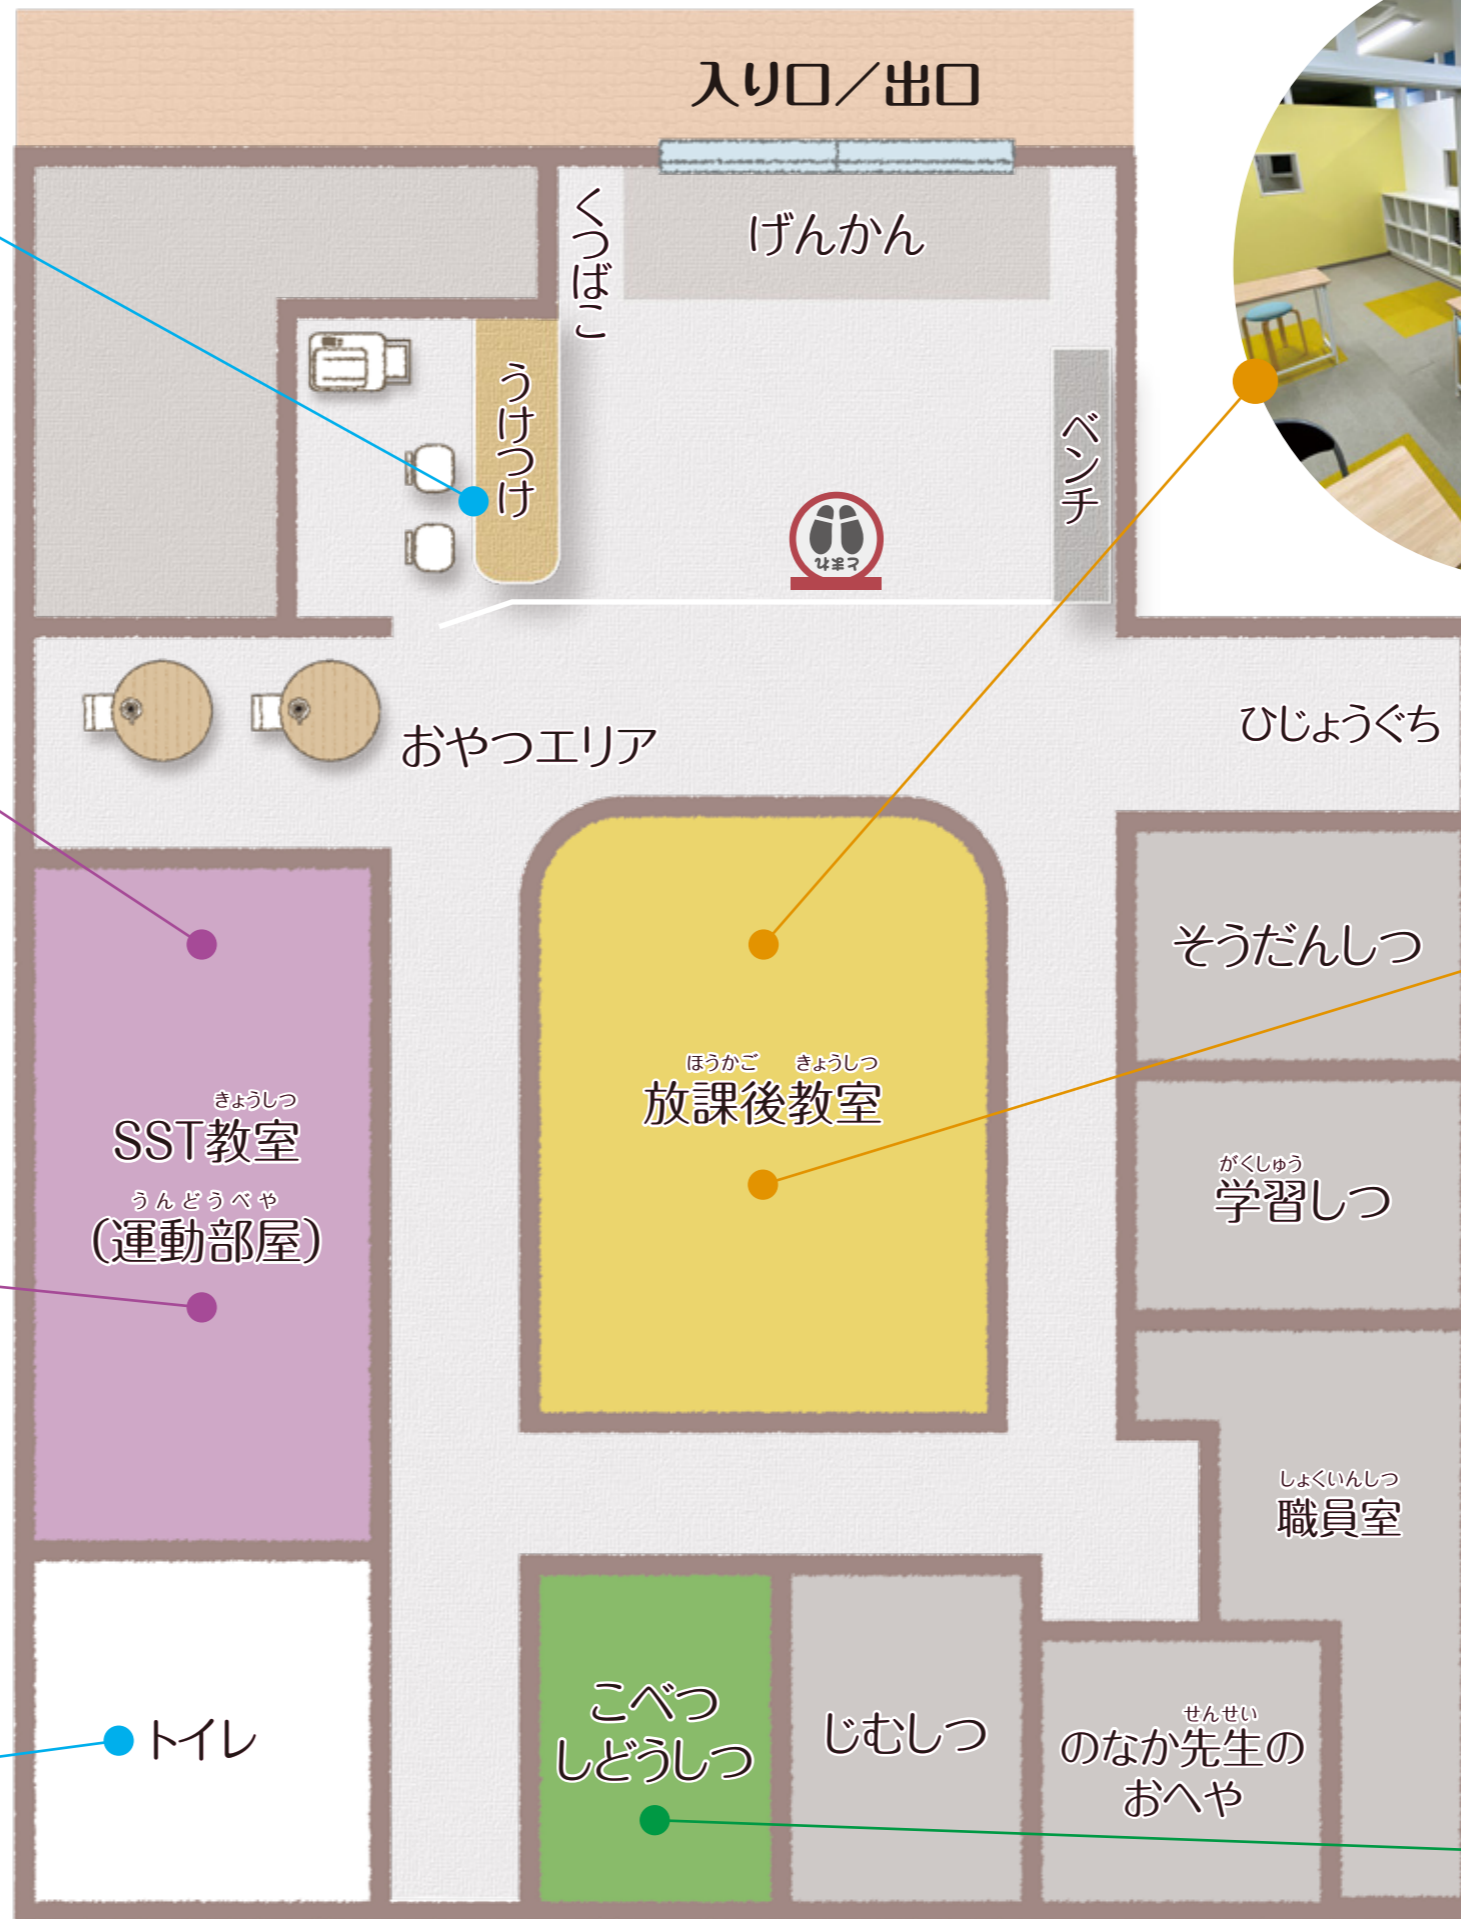 入り口／出口
げんかん
くつばこ
うけつけ
ベンチ
とまれ
おやつエリア
ひじょうぐち
そうだんしつ
ほうかご きょうしつ
放課後教室
きょうしつ
SST教室
うんどうべや
（運動部屋）
がくしゅう
学習しつ
しょくいんしつ
職員室
トイレ
こべつ
しどうしつ
じむしつ
せんせい
のなか先生の
おへや